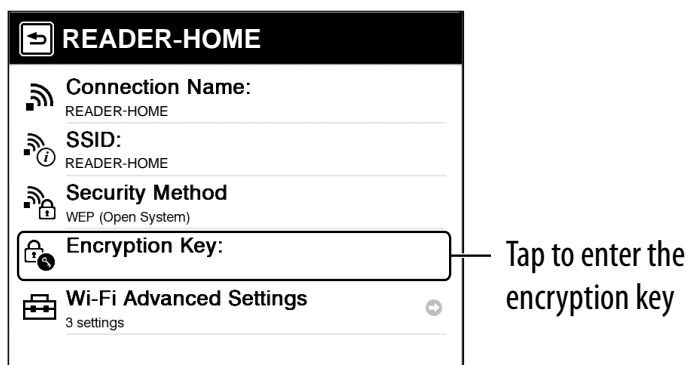 READER-HOME
Connection Name:
READER-HOME
SSID:
READER-HOME
Security Method
WEP (Open System)
Encryption Key:
Wi-Fi Advanced Settings
3 settings
Tap to enter the
encryption key